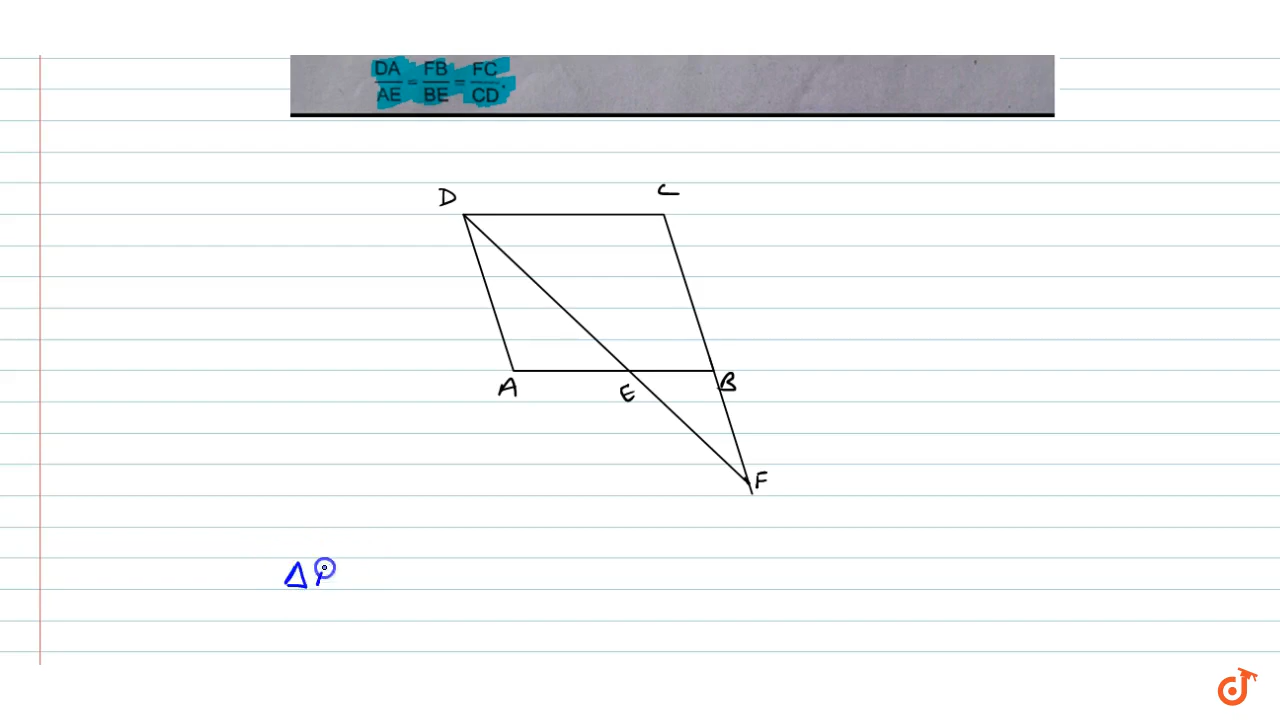 DA/AE = FB/BE = FC/CD.
D C
A E B
F
Δ